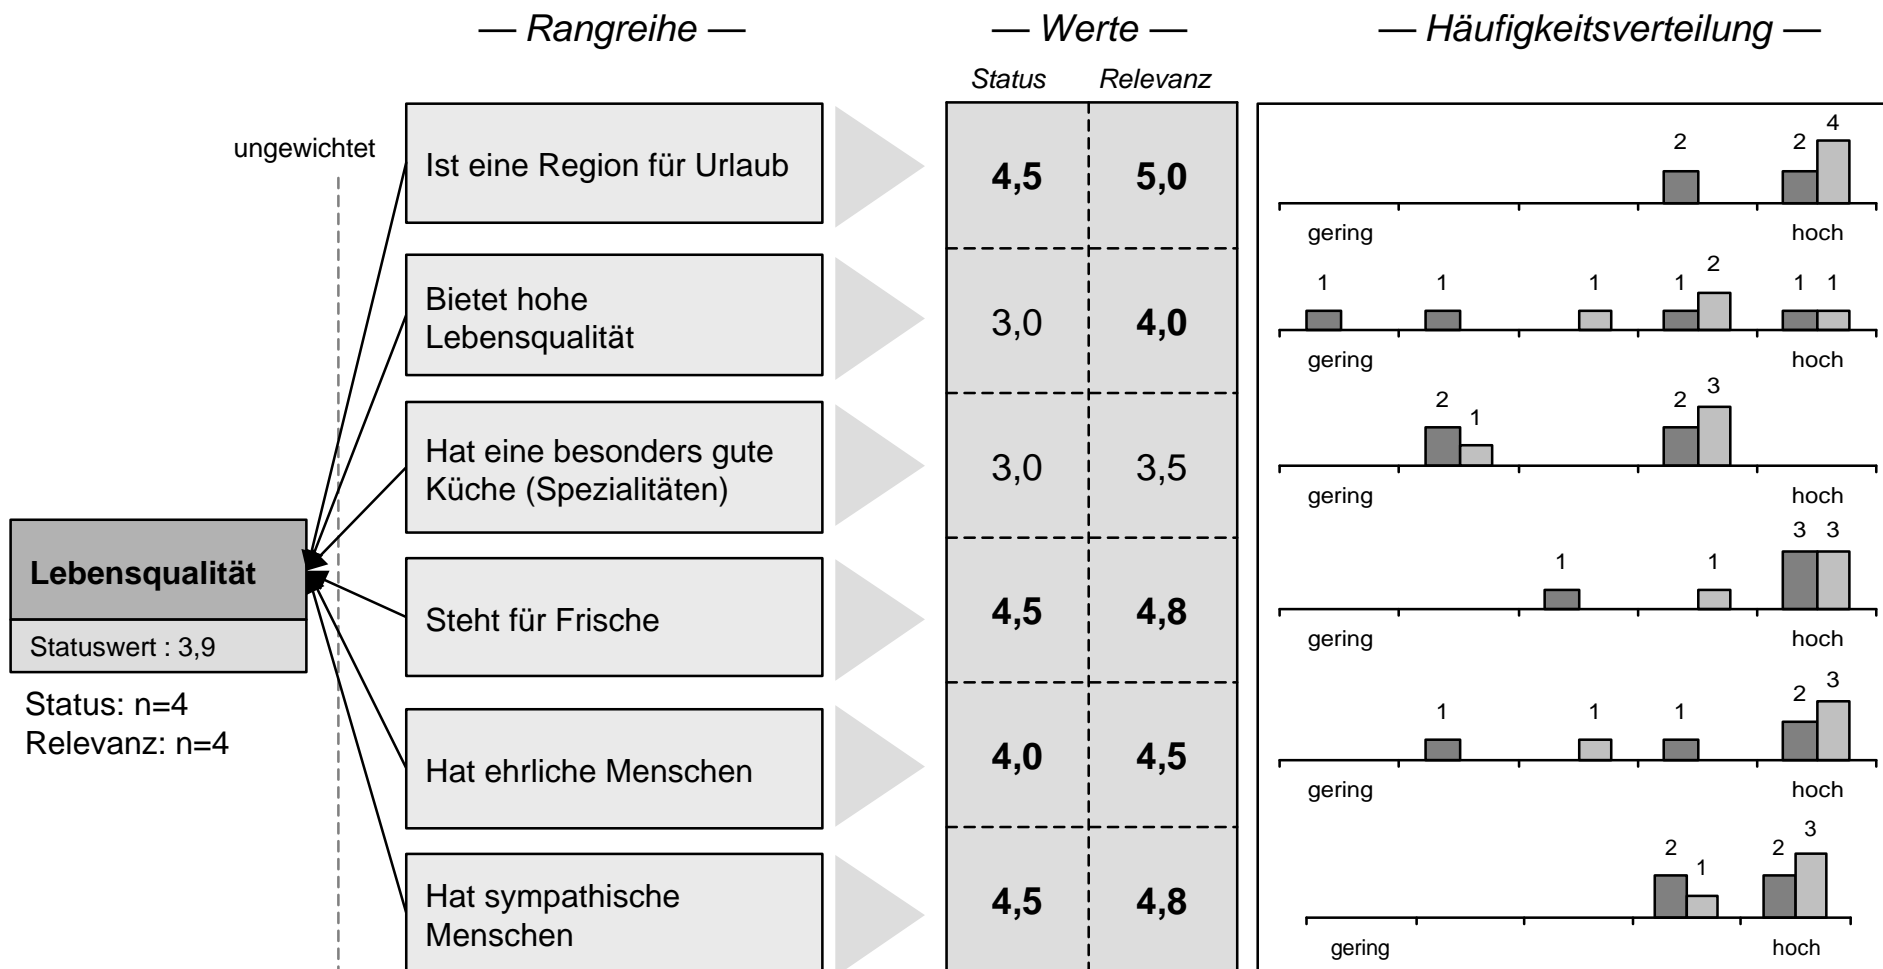 — Rangreihe —
— Werte —
— Häufigkeitsverteilung —
Status
Relevanz
ungewichtet
Ist eine Region für Urlaub
4,5
5,0
2
2
4
gering
hoch
Bietet hohe
Lebensqualität
3,0
4,0
1
1
1
1
2
1
1
gering
hoch
Hat eine besonders gute
Küche (Spezialitäten)
3,0
3,5
2
1
2
3
gering
hoch
Lebensqualität
Statuswert : 3,9
Status: n=4
Relevanz: n=4
Steht für Frische
4,5
4,8
1
1
3
3
gering
hoch
Hat ehrliche Menschen
4,0
4,5
1
1
1
2
3
gering
hoch
Hat sympathische
Menschen
4,5
4,8
2
1
2
3
gering
hoch